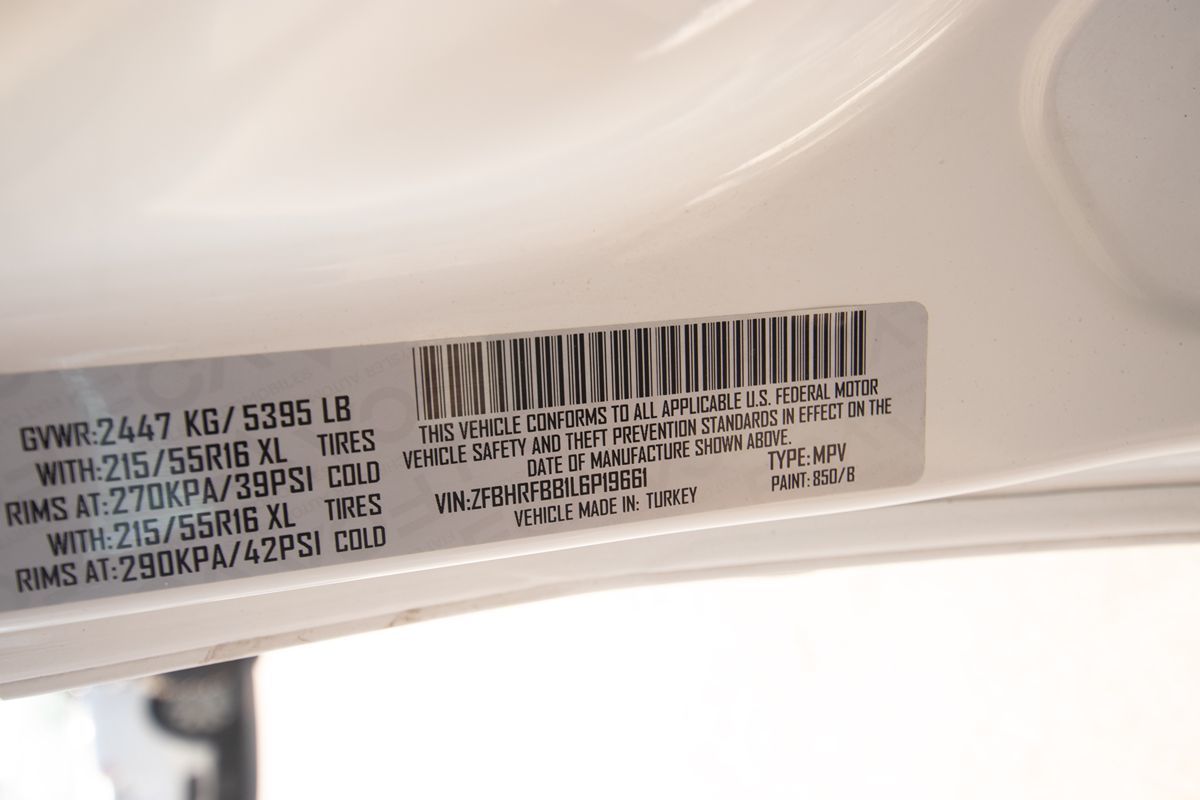 GVWR:2447 KG/ 5395 LB
WITH:215/55R16 XL TIRES
RIMS AT:270KPA/39PSI COLD
WITH:215/55R16 XL TIRES
RIMS AT:290KPA/42PSI COLD
THIS VEHICLE CONFORMS TO ALL APPLICABLE U.S. FEDERAL MOTOR
VEHICLE SAFETY AND THEFT PREVENTION STANDARDS IN EFFECT ON THE
DATE OF MANUFACTURE SHOWN ABOVE.
VIN:ZFBHRFBB1L6P19661 TYPE:MPV
VEHICLE MADE IN: TURKEY PAINT: 850/B